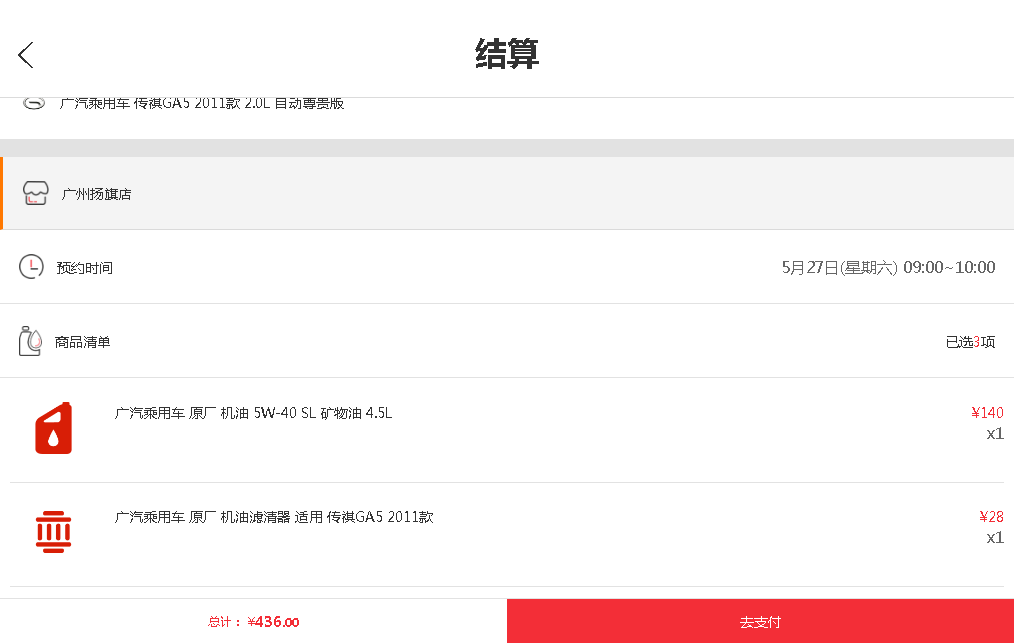 结算
广汽乘用车 传祺GA5 2011款 2.0L 自动尊贵版
广州扬旗店
预约时间 5月27日(星期六) 09:00~10:00
商品清单 已选3项
广汽乘用车 原厂 机油 5W-40 SL 矿物油 4.5L ¥140
x1
广汽乘用车 原厂 机油滤清器 适用 传祺GA5 2011款 ¥28
x1
总计： ¥436.00 去支付